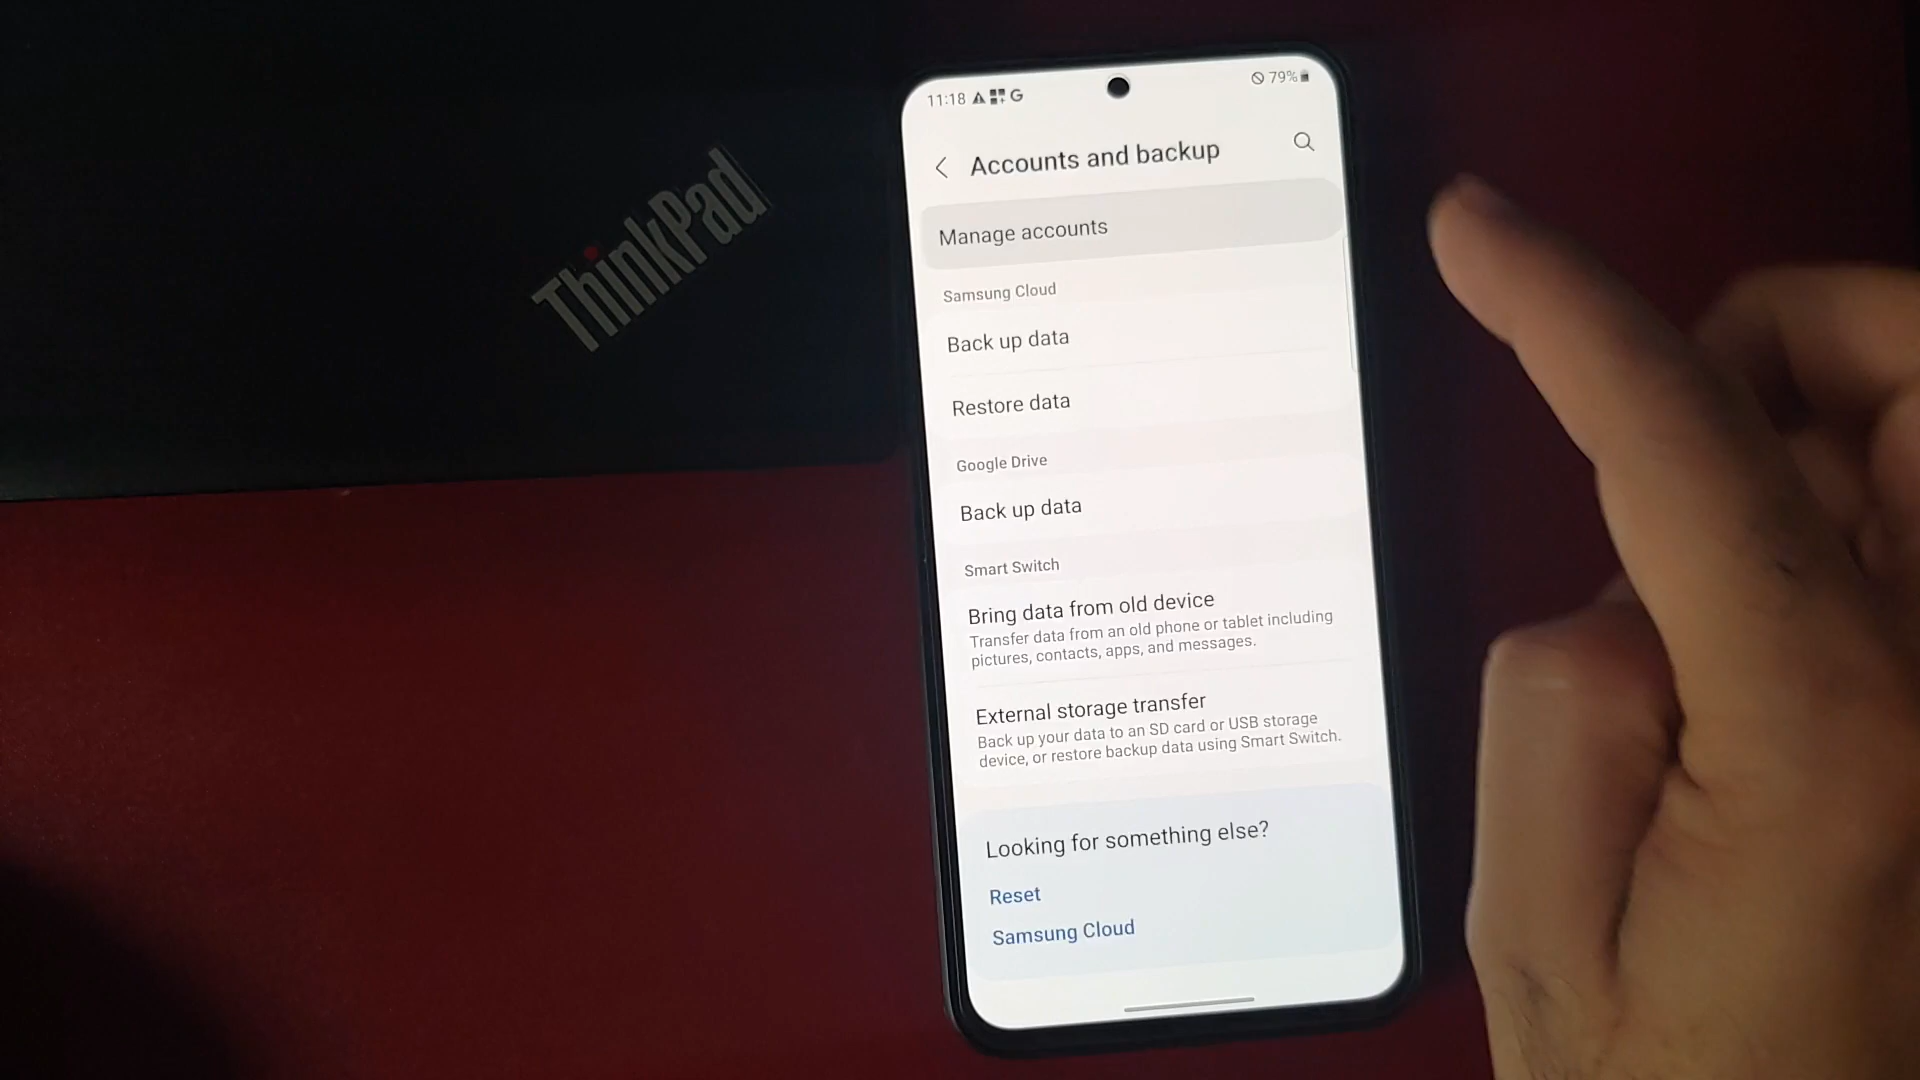 ThinkPad
11:18
G
79%
Accounts and backup
Manage accounts
Samsung Cloud
Back up data
Restore data
Google Drive
Back up data
Smart Switch
Bring data from old device
Transfer data from an old phone or tablet including
pictures, contacts, apps, and messages.
External storage transfer
Back up your data to an SD card or USB storage
device, or restore backup data using Smart Switch.
Looking for something else?
Reset
Samsung Cloud